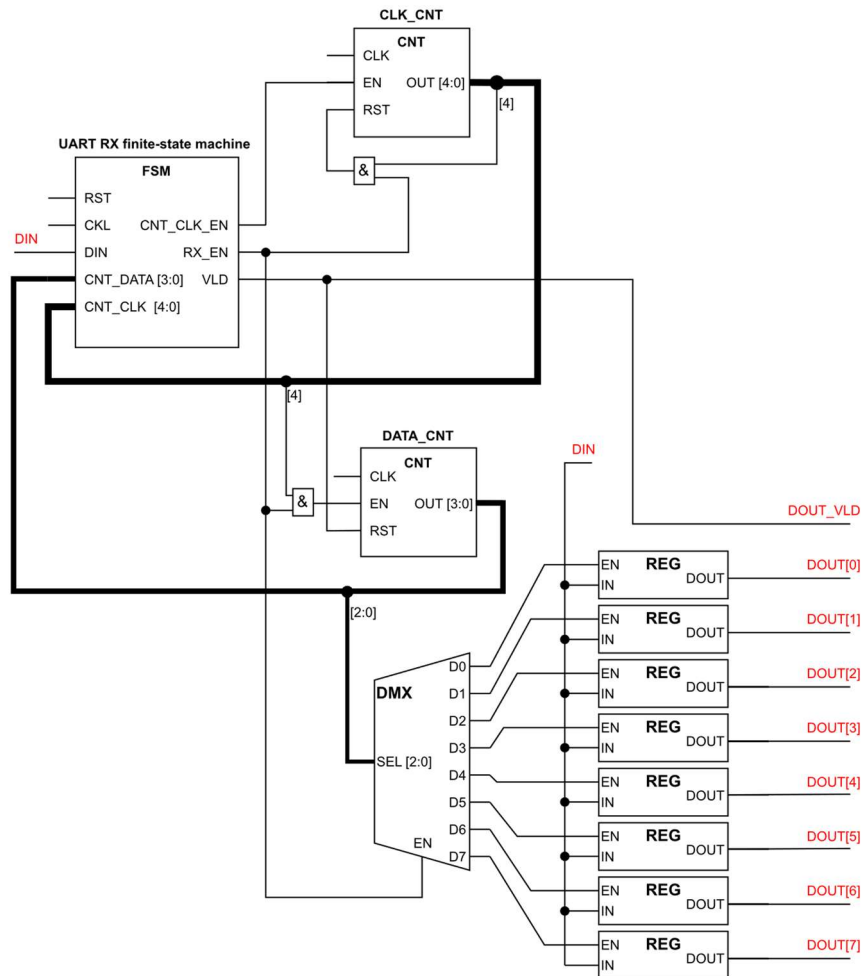 CLK_CNT
CNT
CLK
EN
OUT [4:0]
RST
[4]
&
UART RX finite-state machine
FSM
RST
CKL
CNT_CLK_EN
DIN
DIN
RX_EN
CNT_DATA [3:0]
VLD
CNT_CLK [4:0]
[4]
DATA_CNT
CNT
CLK
EN
OUT [3:0]
RST
&
DIN
DOUT_VLD
[2:0]
DMX
SEL [2:0]
EN
D0
D1
D2
D3
D4
D5
D6
D7
EN REG
IN DOUT
DOUT[0]
EN REG
IN DOUT
DOUT[1]
EN REG
IN DOUT
DOUT[2]
EN REG
IN DOUT
DOUT[3]
EN REG
IN DOUT
DOUT[4]
EN REG
IN DOUT
DOUT[5]
EN REG
IN DOUT
DOUT[6]
EN REG
IN DOUT
DOUT[7]